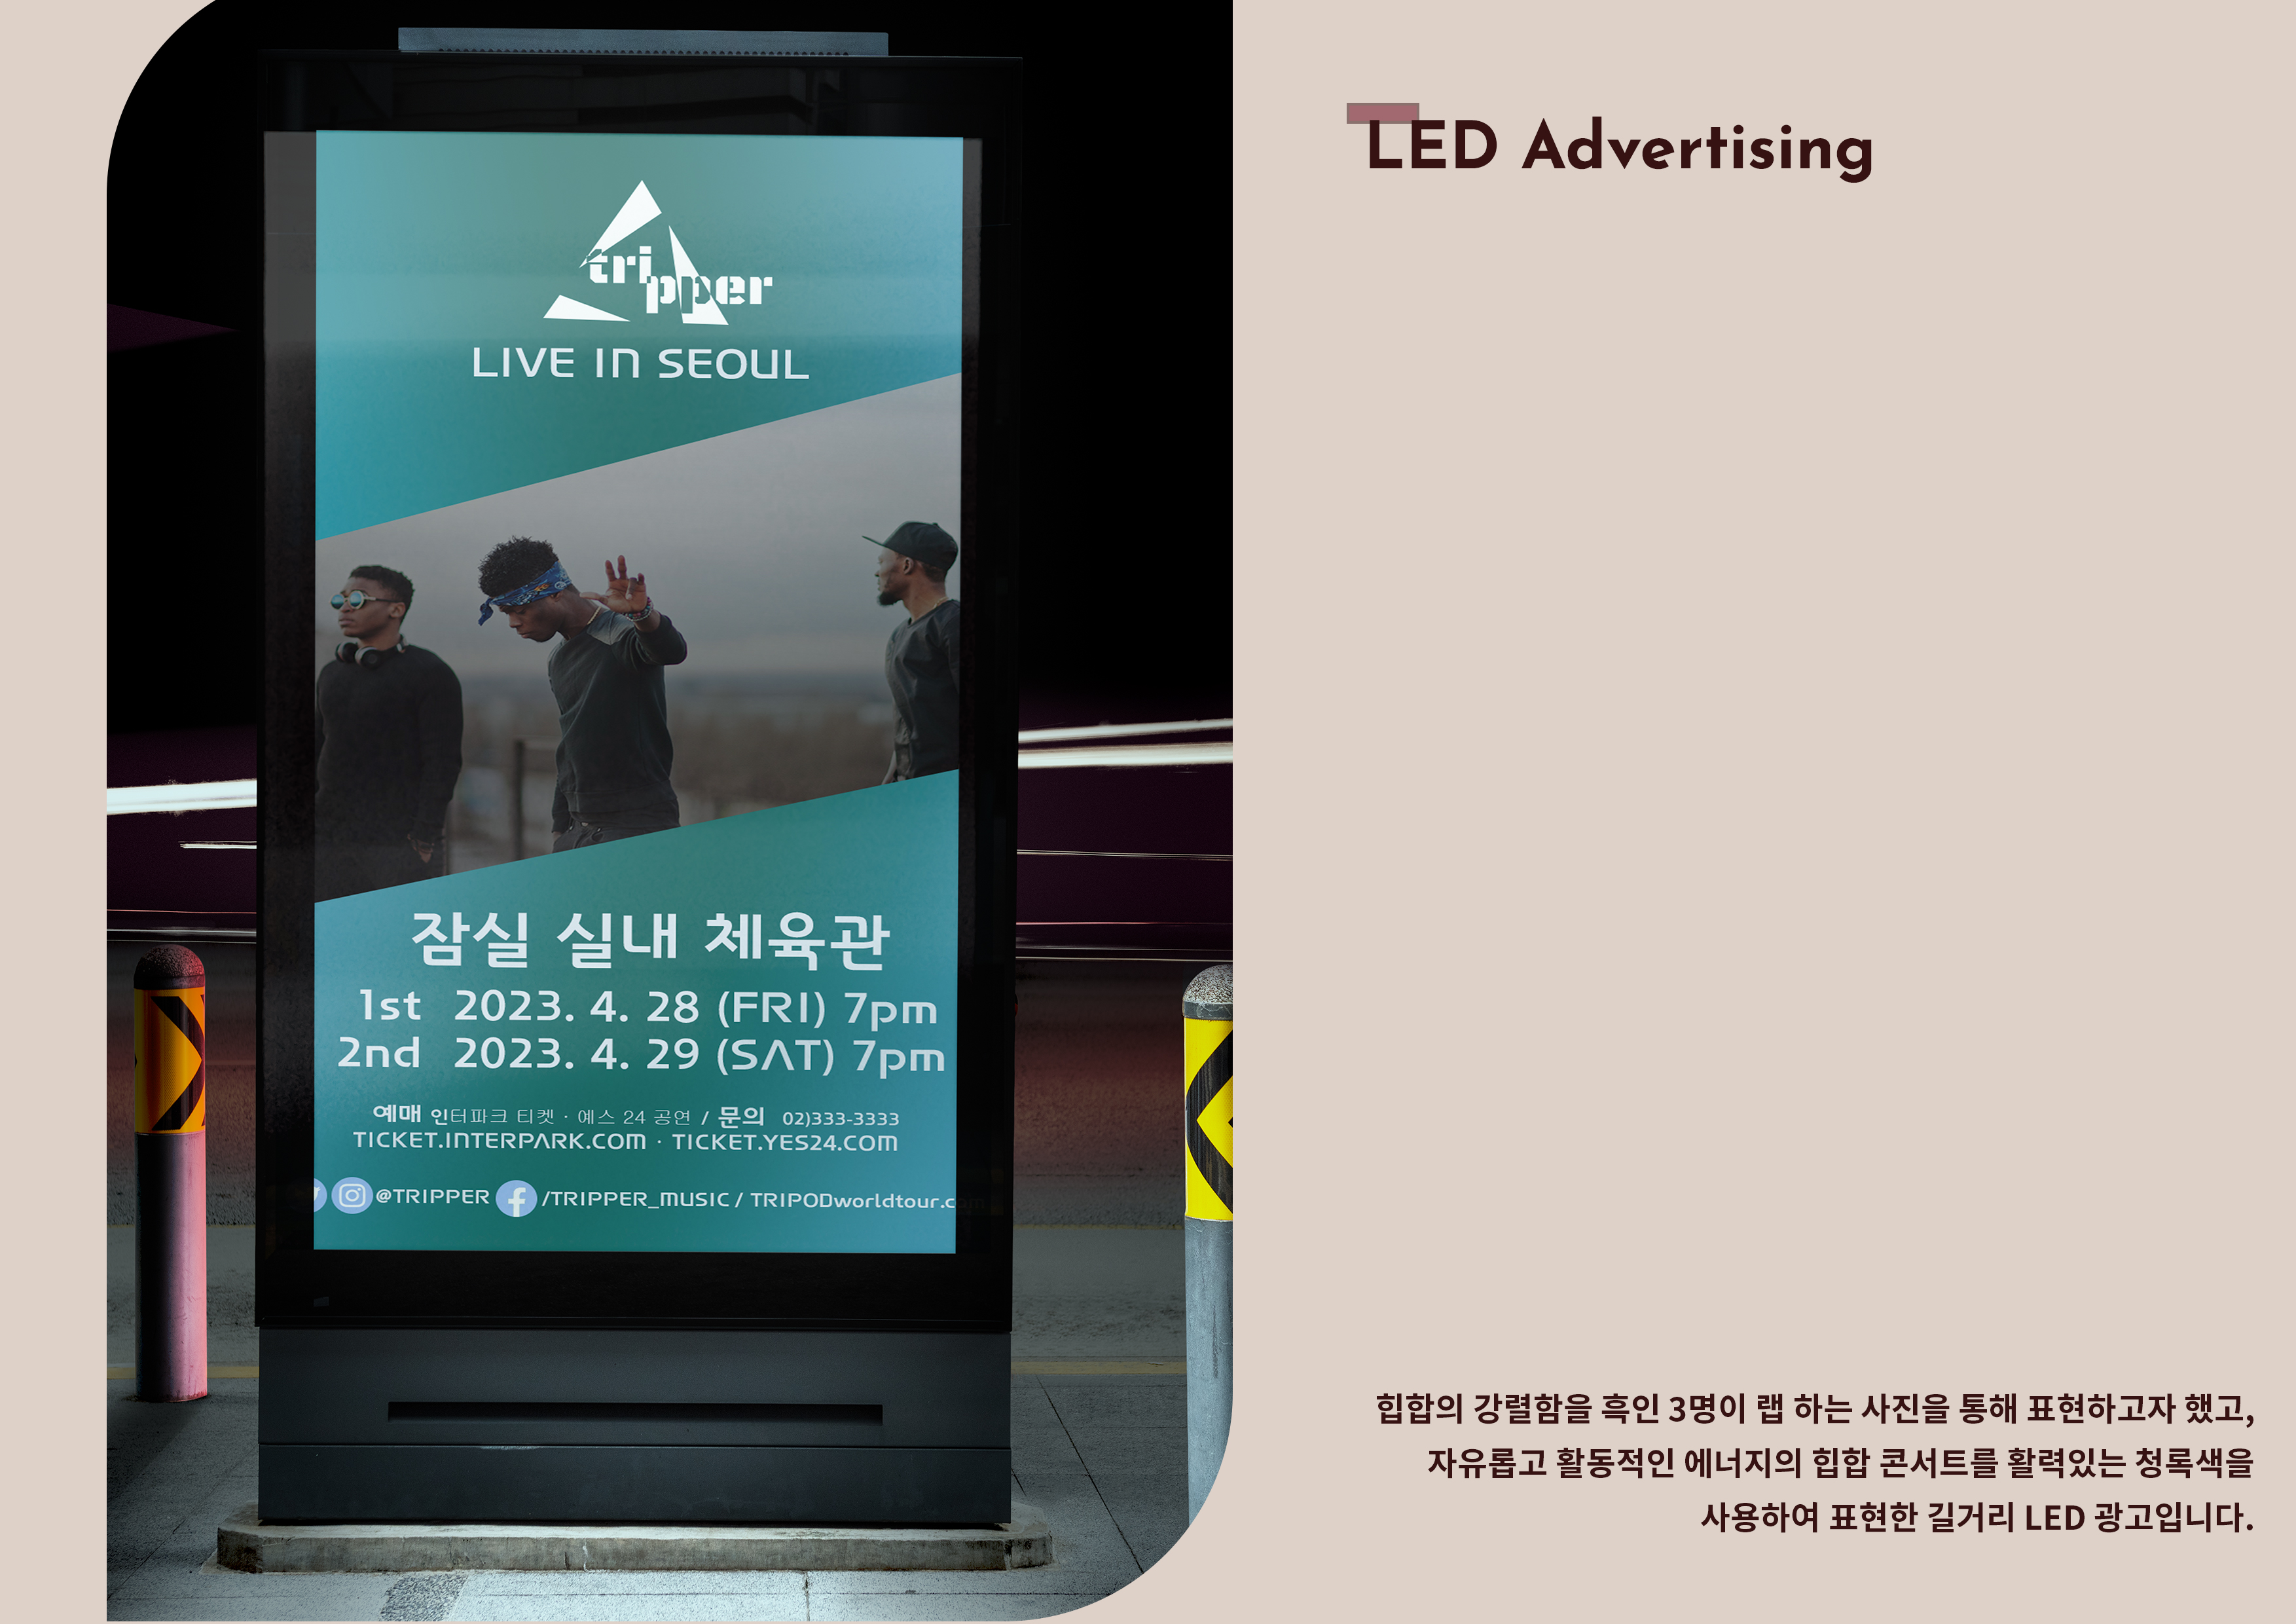 tripper
LIVE IN SEOUL
잠실 실내 체육관
1st 2023. 4. 28 (FRI) 7pm
2nd 2023. 4. 29 (SAT) 7pm
예매 인터파크 티켓 · 예스 24 공연 / 문의 02)333-3333
TICKET.INTERPARK.COM · TICKET.YES24.COM
@TRIPPER /TRIPPER_MUSIC / TRIPODworldtour.com
LED Advertising
힙합의 강렬함을 흑인 3명이 랩 하는 사진을 통해 표현하고자 했고,
자유롭고 활동적인 에너지의 힙합 콘서트를 활력있는 청록색을
사용하여 표현한 길거리 LED 광고입니다.